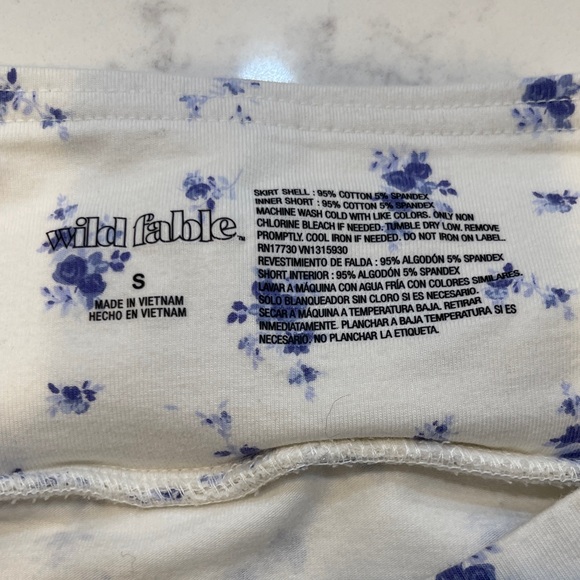 wild fable™
S
MADE IN VIETNAM
HECHO EN VIETNAM
SKIRT SHELL : 95% COTTON 5% SPANDEX
INNER SHORT : 95% COTTON 5% SPANDEX
MACHINE WASH COLD WITH LIKE COLORS. ONLY NON
CHLORINE BLEACH IF NEEDED. TUMBLE DRY LOW. REMOVE
PROMPTLY. COOL IRON IF NEEDED. DO NOT IRON ON LABEL.
RN17730 VN1315930
REVESTIMIENTO DE FALDA : 95% ALGODÓN 5% SPANDEX
SHORT INTERIOR : 95% ALGODÓN 5% SPANDEX
LAVAR A MÁQUINA CON AGUA FRÍA CON COLORES SIMILARES.
SOLO BLANQUEADOR SIN CLORO SI ES NECESARIO.
SECAR A MÁQUINA A TEMPERATURA BAJA. RETIRAR
INMEDIATAMENTE. PLANCHAR A BAJA TEMPERATURA SI ES
NECESARIO. NO PLANCHAR LA ETIQUETA.